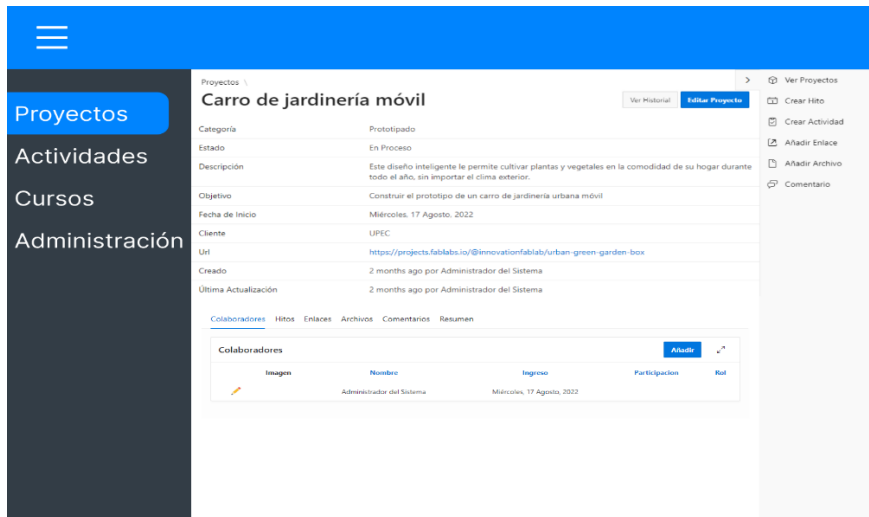 Proyectos
Actividades
Cursos
Administración
Proyectos \
Carro de jardinería móvil
Ver Historial
Editar Proyecto
Categoría Prototipado
Estado En Proceso
Descripción Este diseño inteligente le permite cultivar plantas y vegetales en la comodidad de su hogar durante
todo el año, sin importar el clima exterior.
Objetivo Construir el prototipo de un carro de jardinería urbana móvil
Fecha de Inicio Miércoles, 17 Agosto, 2022
Cliente UPEC
Url https://projects.fablabs.io/@innovationfablab/urban-green-garden-box
Creado 2 months ago por Administrador del Sistema
Última Actualización 2 months ago por Administrador del Sistema
Colaboradores Hitos Enlaces Archivos Comentarios Resumen
Colaboradores
Añadir
Imagen Nombre Ingreso Participacion Rol
Administrador del Sistema Miércoles, 17 Agosto, 2022
Ver Proyectos
Crear Hito
Crear Actividad
Añadir Enlace
Añadir Archivo
Comentario